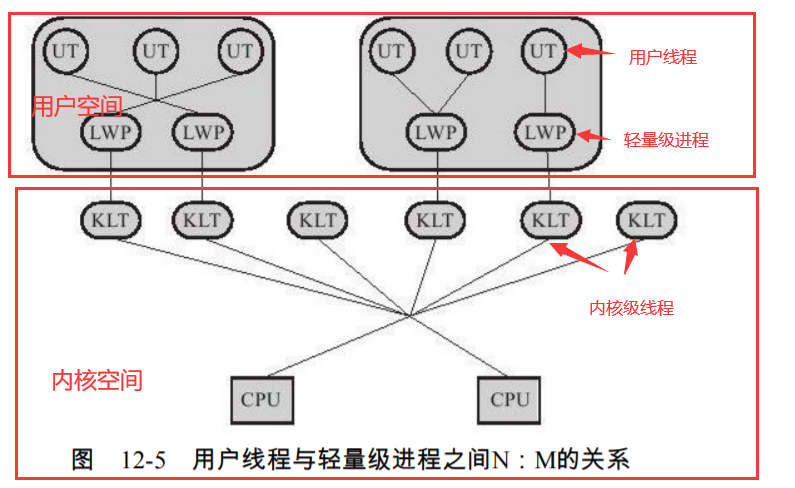 UT UT UT UT UT UT 用户线程
用户空间
LWP LWP LWP LWP 轻量级进程
KLT KLT KLT KLT KLT KLT
内核级线程
内核空间
CPU CPU
图 12-5 用户线程与轻量级进程之间N：M的关系